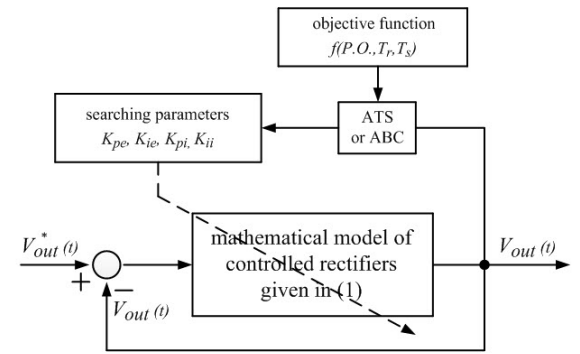 objective function
f(P.O.,Tr,Ts)
searching parameters
Kpe, Kie, Kpi, Kii
ATS
or ABC
V*out (t)
mathematical model of
controlled rectifiers
given in (1)
Vout (t)
+
−
Vout (t)